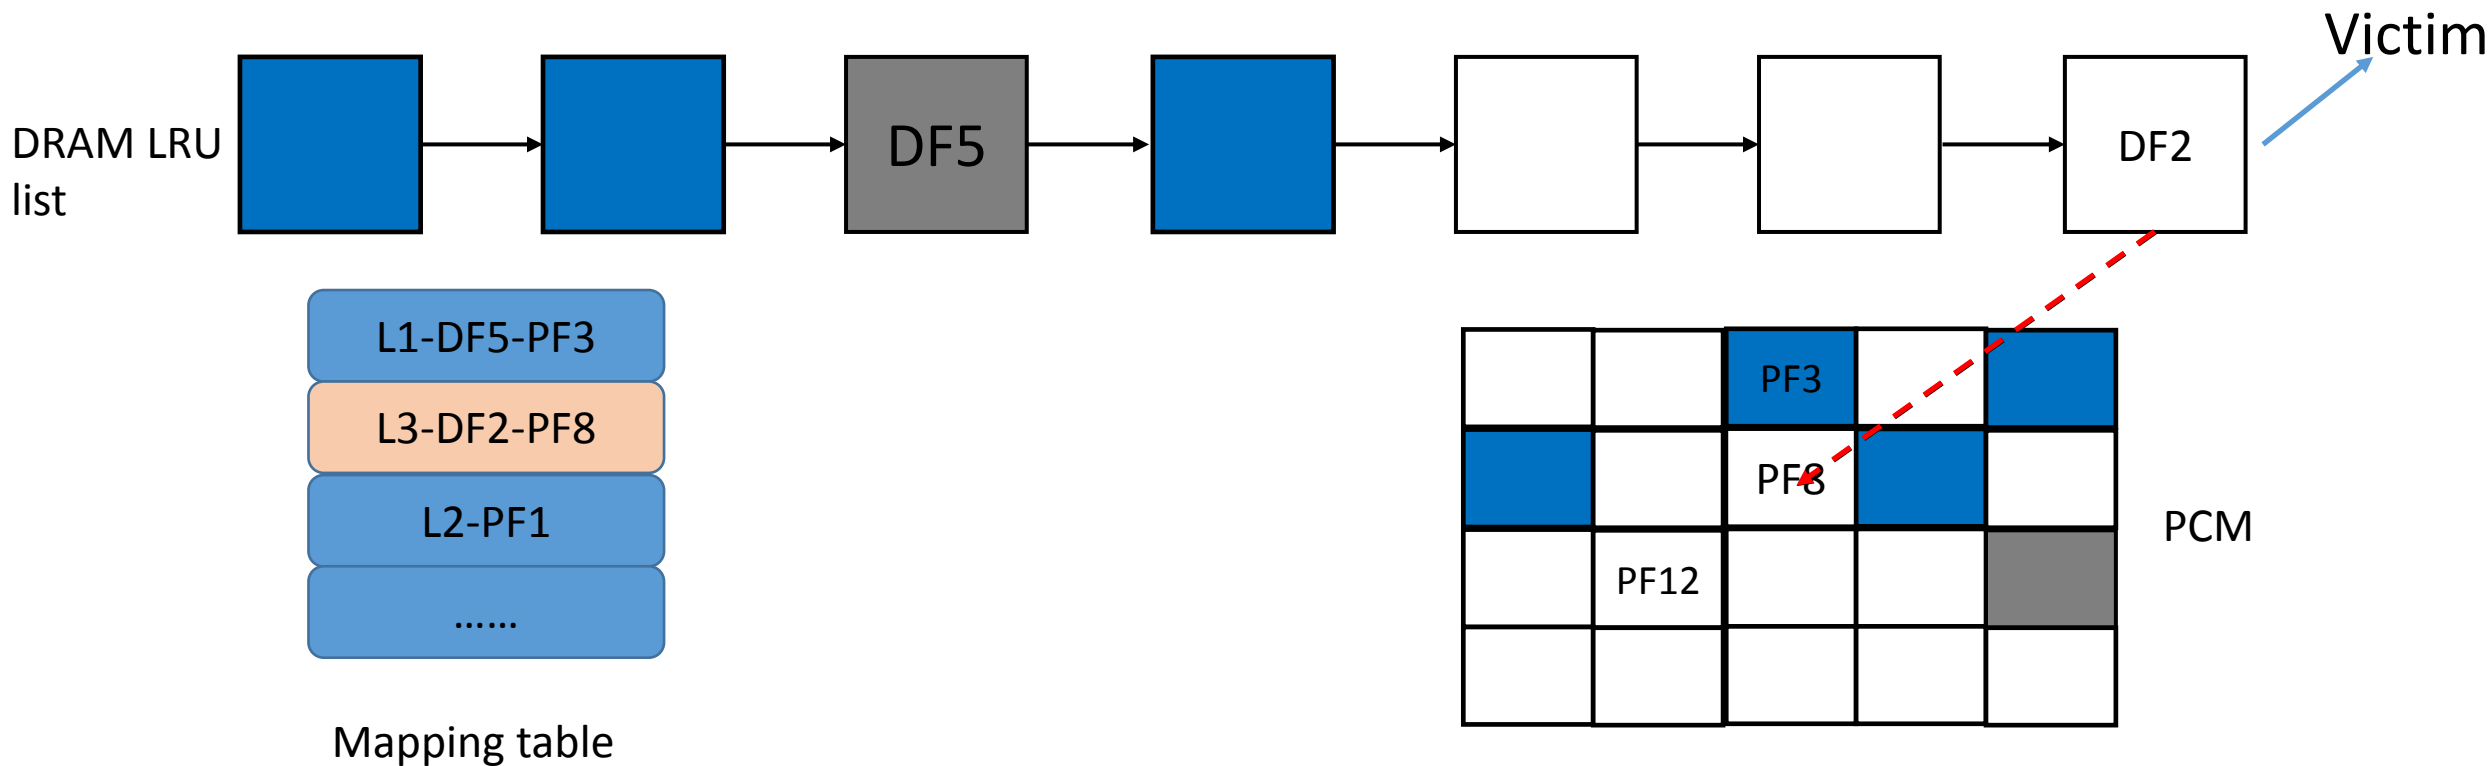 Victim
DRAM LRU
list
DF5
DF2
L1-DF5-PF3
L3-DF2-PF8
L2-PF1
......
Mapping table
PF3
PF8
PF12
PCM